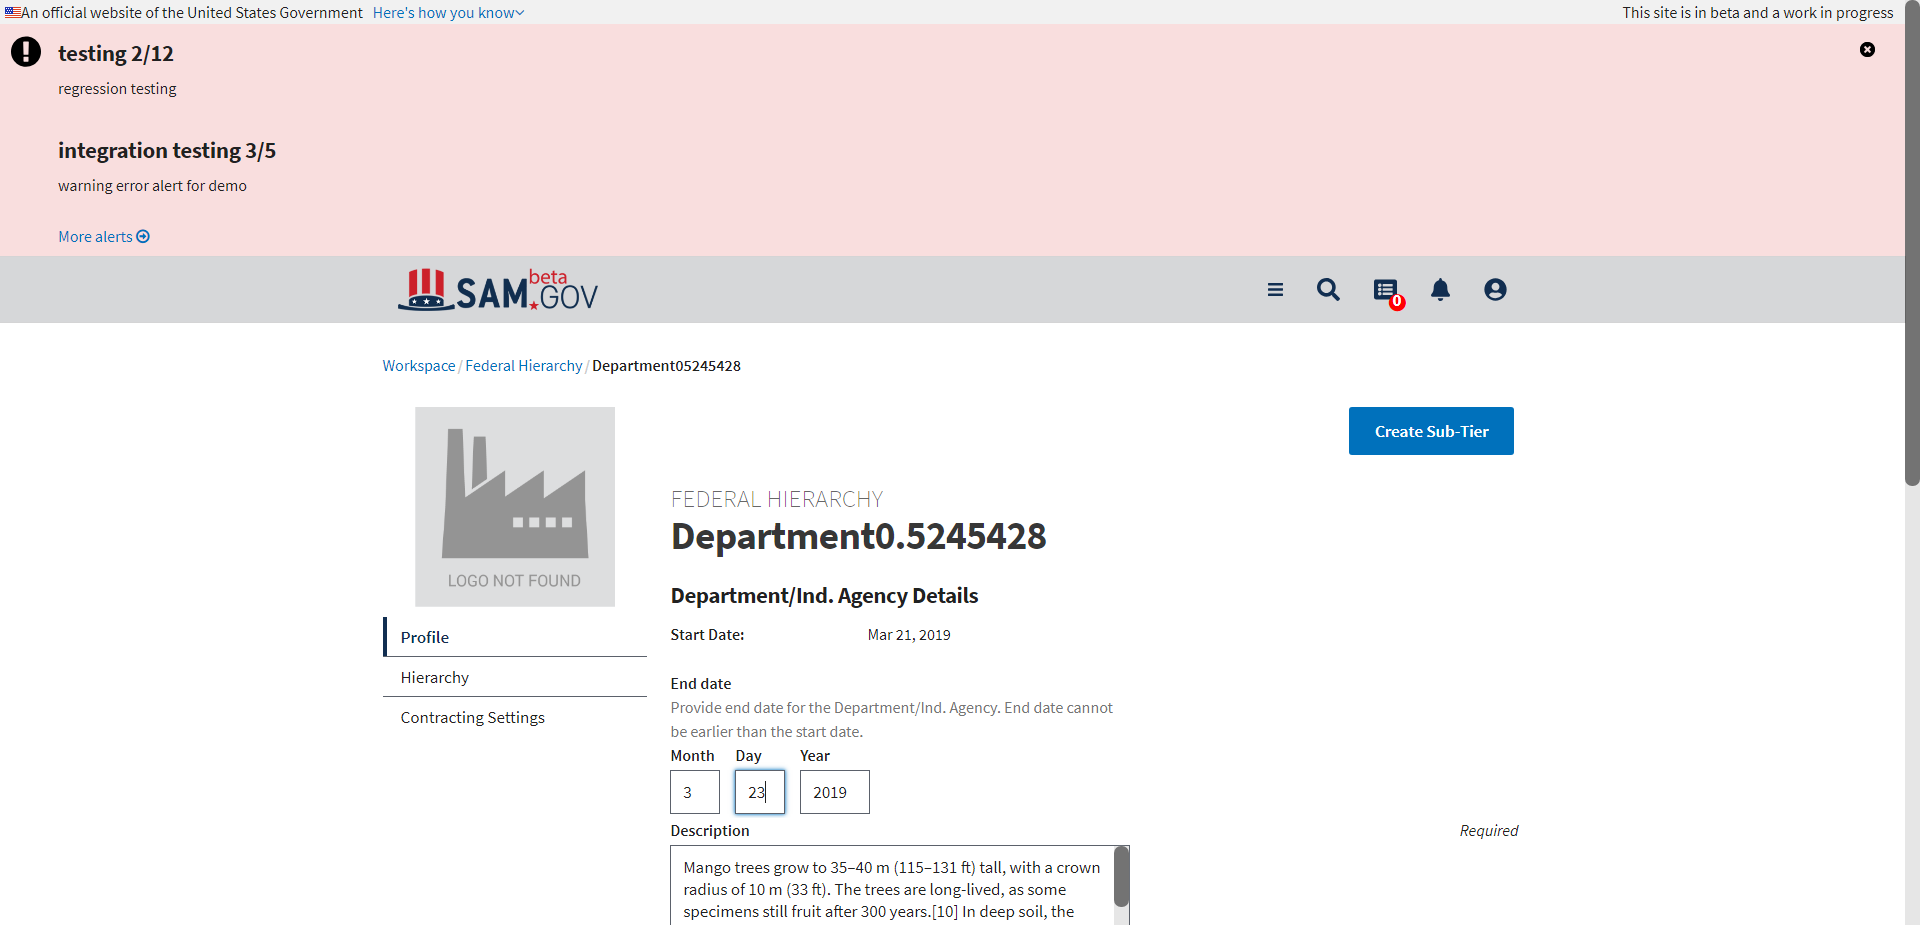 An official website of the United States Government Here's how you know
This site is in beta and a work in progress
testing 2/12
regression testing
integration testing 3/5
warning error alert for demo
More alerts
SAM.GOV beta
0
Workspace / Federal Hierarchy / Department05245428
LOGO NOT FOUND
Create Sub-Tier
Profile
Hierarchy
Contracting Settings
FEDERAL HIERARCHY
Department0.5245428
Department/Ind. Agency Details
Start Date: Mar 21, 2019
End date
Provide end date for the Department/Ind. Agency. End date cannot
be earlier than the start date.
Month Day Year
3 23 2019
Description Required
Mango trees grow to 35–40 m (115–131 ft) tall, with a crown
radius of 10 m (33 ft). The trees are long-lived, as some
specimens still fruit after 300 years.[10] In deep soil, the